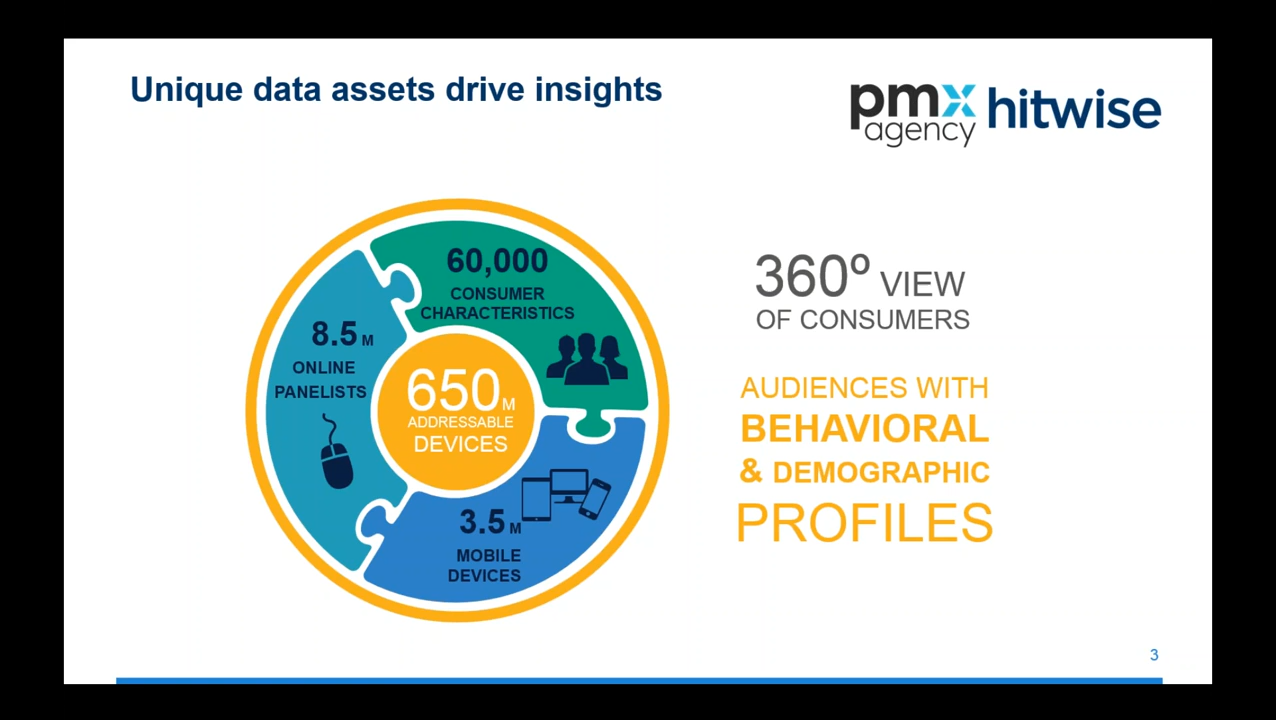 Unique data assets drive insights
pmx hitwise
agency
60,000
CONSUMER
CHARACTERISTICS
8.5 M
ONLINE
PANELISTS
650 M
ADDRESSABLE
DEVICES
3.5 M
MOBILE
DEVICES
360º VIEW
OF CONSUMERS
AUDIENCES WITH
BEHAVIORAL
& DEMOGRAPHIC
PROFILES
3